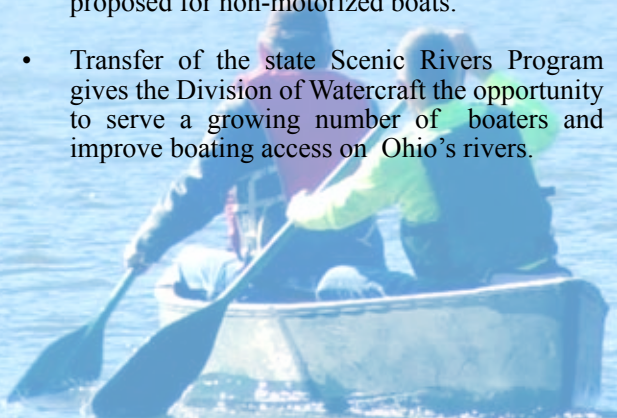 proposed for non-motorized boats.
• Transfer of the state Scenic Rivers Program
gives the Division of Watercraft the opportunity
to serve a growing number of boaters and
improve boating access on Ohio’s rivers.